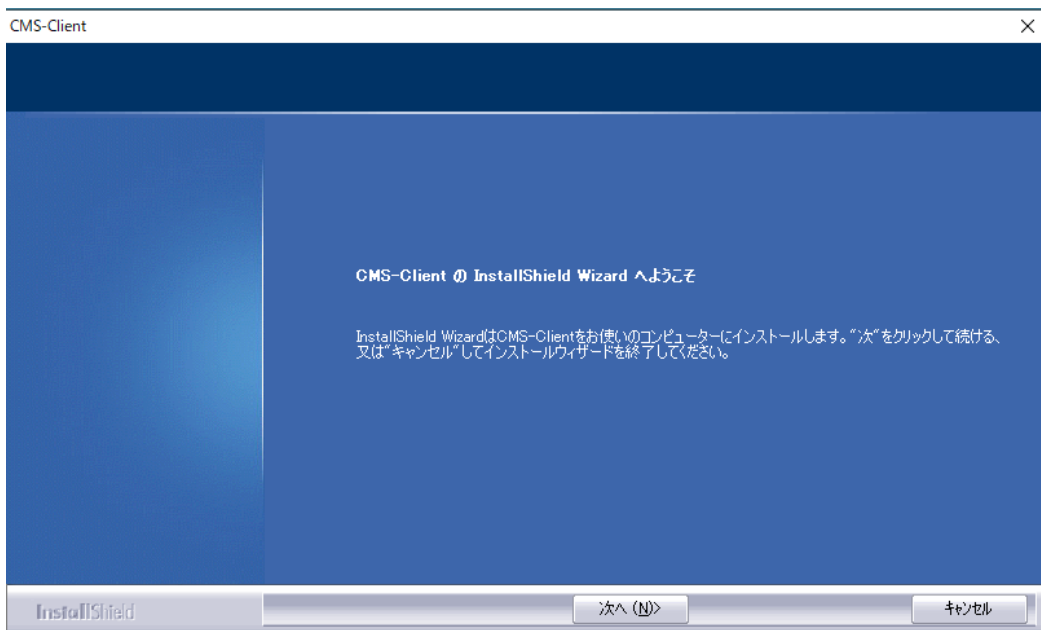 CMS-Client
CMS-Client の InstallShield Wizard へようこそ
InstallShield WizardはCMS-Clientをお使いのコンピューターにインストールします。“次”をクリックして続ける、
又は“キャンセル”してインストールウィザードを終了してください。
InstallShield
次へ (N)>
キャンセル